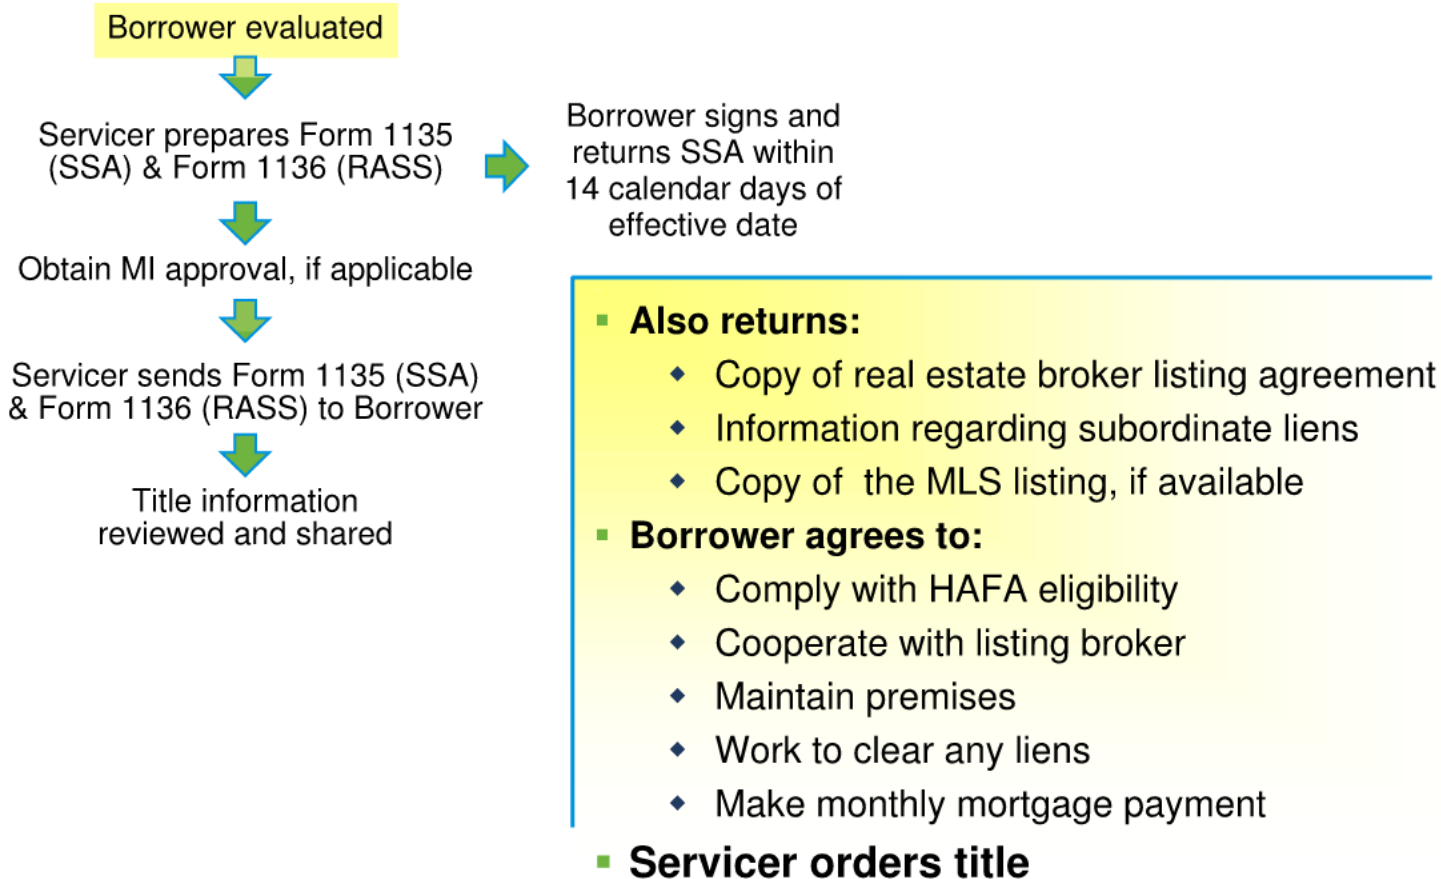 Borrower evaluated
Servicer prepares Form 1135
(SSA) & Form 1136 (RASS)
Obtain MI approval, if applicable
Servicer sends Form 1135 (SSA)
& Form 1136 (RASS) to Borrower
Title information
reviewed and shared
Borrower signs and
returns SSA within
14 calendar days of
effective date
Also returns:
Copy of real estate broker listing agreement
Information regarding subordinate liens
Copy of the MLS listing, if available
Borrower agrees to:
Comply with HAFA eligibility
Cooperate with listing broker
Maintain premises
Work to clear any liens
Make monthly mortgage payment
Servicer orders title